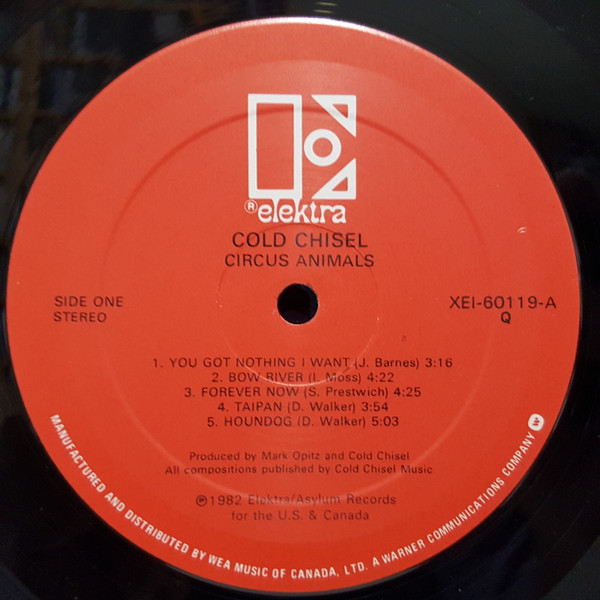 ® elektra
COLD CHISEL
CIRCUS ANIMALS
SIDE ONE
STEREO
XEI-60119-A
Q
1. YOU GOT NOTHING I WANT (J. Barnes) 3:16
2. BOW RIVER (I. Moss) 4:22
3. FOREVER NOW (S. Prestwich) 4:25
4. TAIPAN (D. Walker) 3:54
5. HOUNDOG (D. Walker) 5:03
Produced by Mark Opitz and Cold Chisel
All compositions published by Cold Chisel Music
℗1982 Elektra/Asylum Records
for the U.S. & Canada
MANUFACTURED AND DISTRIBUTED BY WEA MUSIC OF CANADA, LTD. A WARNER COMMUNICATIONS COMPANY